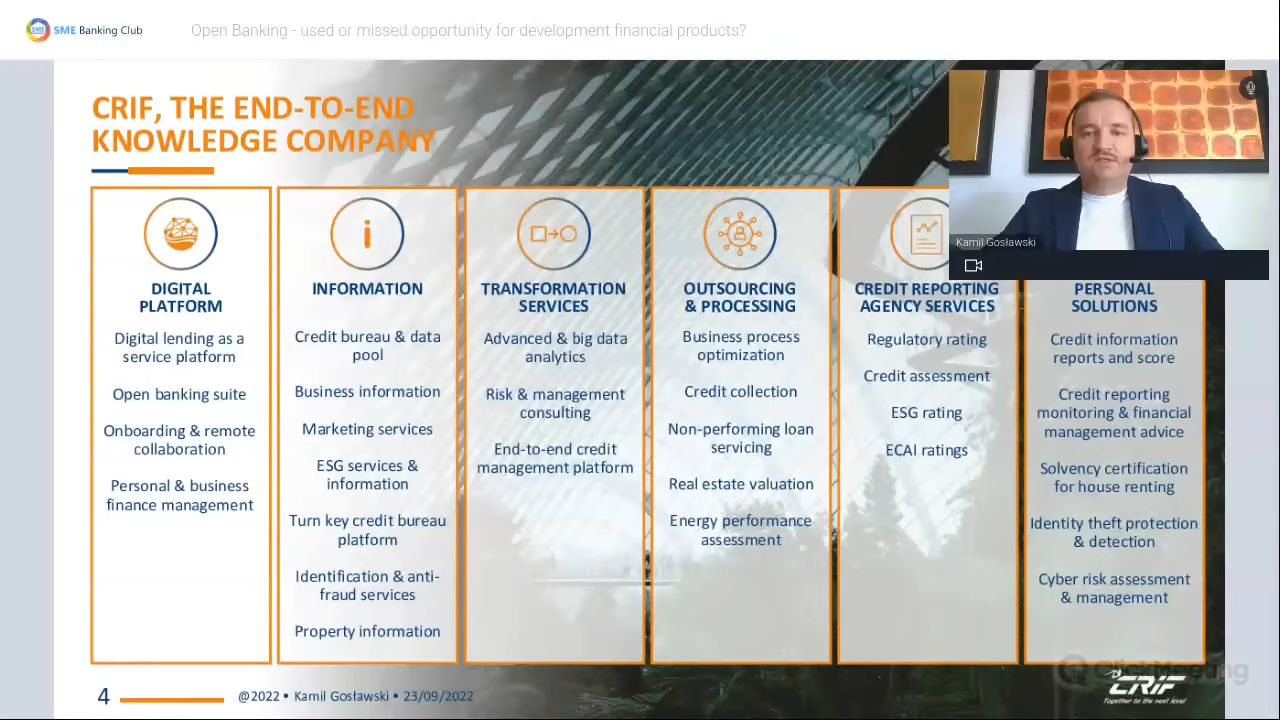 SME
SME Banking Club
Open Banking - used or missed opportunity for development financial products?
CRIF, THE END-TO-END
KNOWLEDGE COMPANY
Kamil Gosławski
DIGITAL
PLATFORM
Digital lending as a
service platform
Open banking suite
Onboarding & remote
collaboration
Personal & business
finance management
INFORMATION
Credit bureau & data
pool
Business information
Marketing services
ESG services &
information
Turn key credit bureau
platform
Identification & anti-
fraud services
Property information
TRANSFORMATION
SERVICES
Advanced & big data
analytics
Risk & management
consulting
End-to-end credit
management platform
OUTSOURCING
& PROCESSING
Business process
optimization
Credit collection
Non-performing loan
servicing
Real estate valuation
Energy performance
assessment
CREDIT REPORTING
AGENCY SERVICES
Regulatory rating
Credit assessment
ESG rating
ECAI ratings
PERSONAL
SOLUTIONS
Credit information
reports and score
Credit reporting
monitoring & financial
management advice
Solvency certification
for house renting
Identity theft protection
& detection
Cyber risk assessment
& management
4
@2022 • Kamil Gosławski • 23/09/2022
ClickMeeting
CRIF
Together to the next level